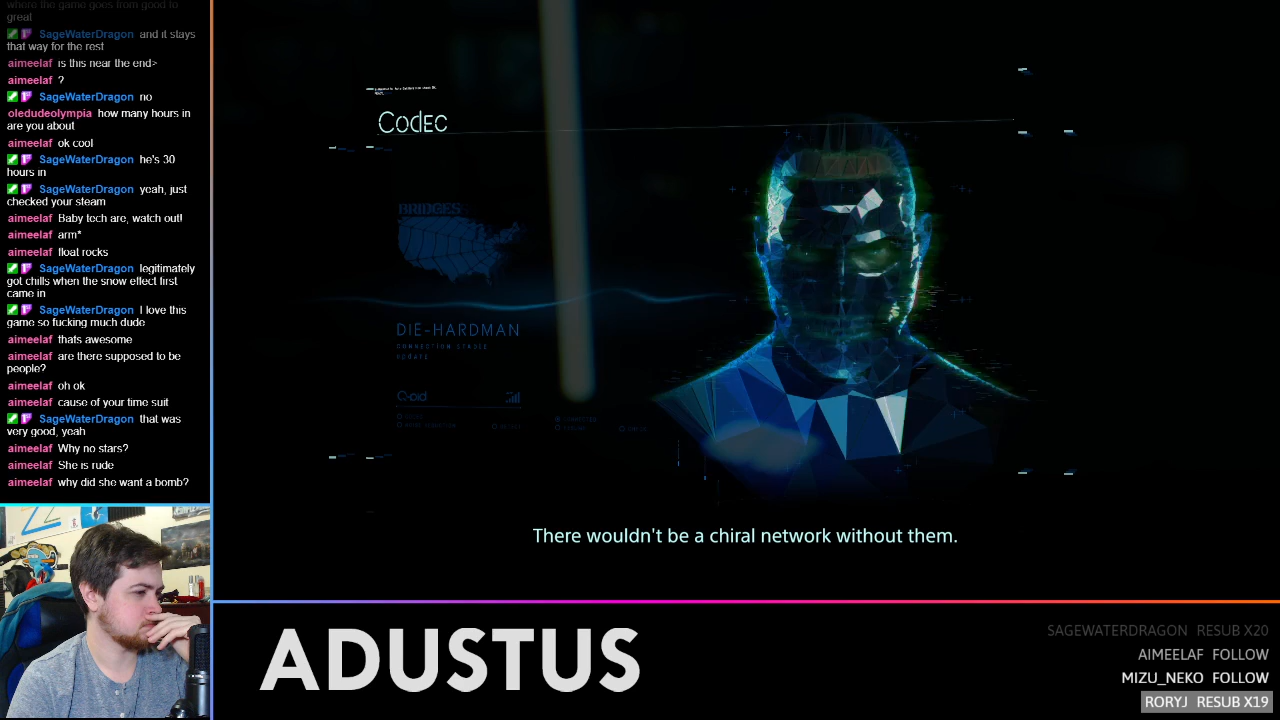 where the game goes from good to
great
SageWaterDragon and it stays
that way for the rest
aimeelaf is this near the end>
aimeelaf ?
SageWaterDragon no
oledudeolympia how many hours in
are you about
aimeelaf ok cool
SageWaterDragon he's 30
hours in
SageWaterDragon yeah, just
checked your steam
aimeelaf Baby tech are, watch out!
aimeelaf arm*
aimeelaf float rocks
SageWaterDragon legitimately
got chills when the snow effect first
came in
SageWaterDragon I love this
game so fucking much dude
aimeelaf thats awesome
aimeelaf are there supposed to be
people?
aimeelaf oh ok
aimeelaf cause of your time suit
SageWaterDragon that was
very good, yeah
aimeelaf Why no stars?
aimeelaf She is rude
aimeelaf why did she want a bomb?
Codec
BRIDGES
DIE-HARDMAN
There wouldn't be a chiral network without them.
ADUSTUS
SAGEWATERDRAGON RESUB X20
AIMEELAF FOLLOW
MIZU_NEKO FOLLOW
RORYJ RESUB X19